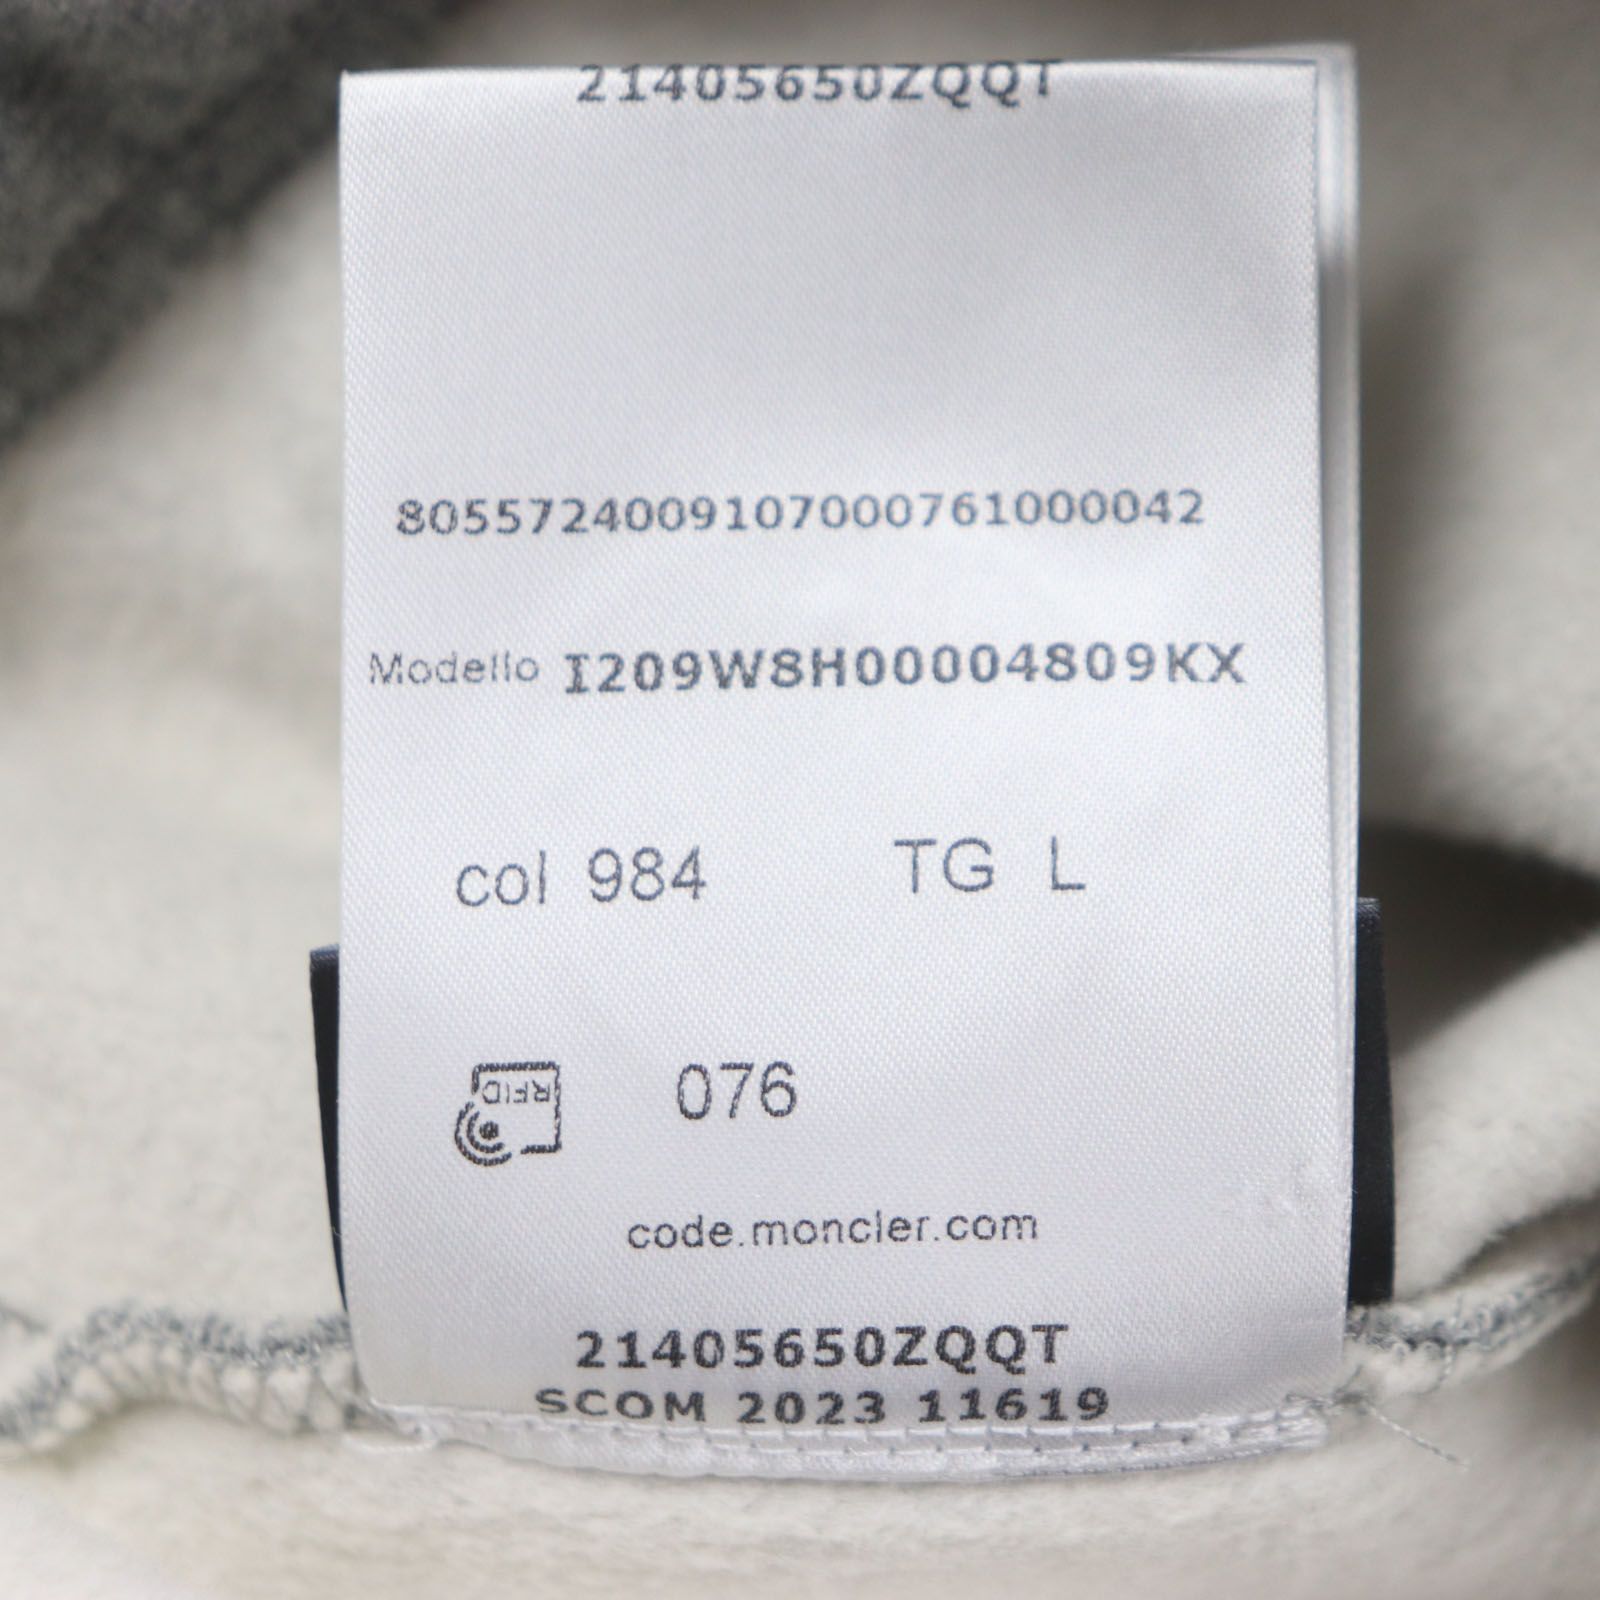 21405650ZQQT
8055724009107000761000042
Modello I209W8H00004809KX
col 984 TG L
RFID 076
code.moncler.com
21405650ZQQT
SCOM 2023 11619